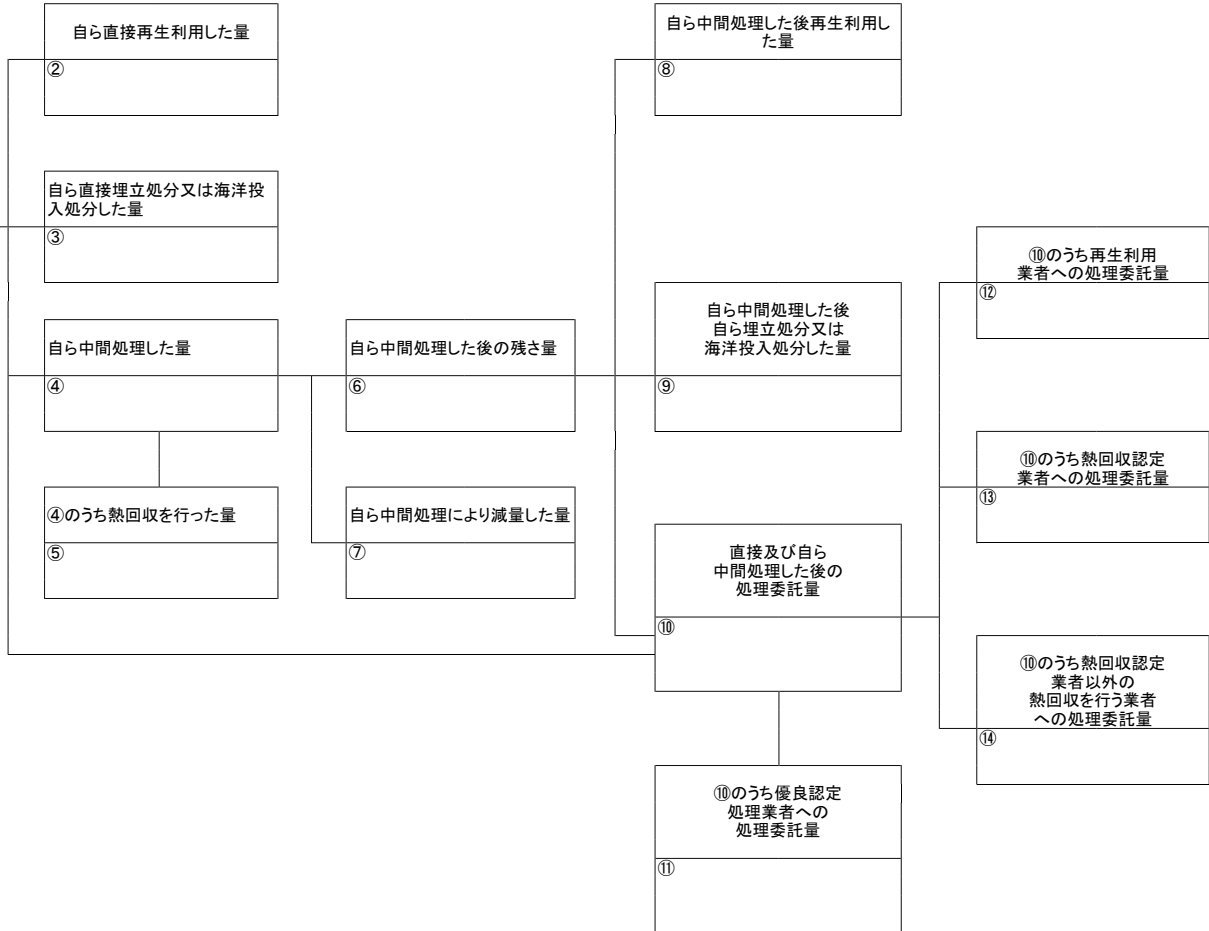 自ら直接再生利用した量
②
自ら直接埋立処分又は海洋投
入処分した量
③
自ら中間処理した量
④
④のうち熱回収を行った量
⑤
自ら中間処理した後の残さ量
⑥
自ら中間処理により減量した量
⑦
自ら中間処理した後再生利用し
た量
⑧
自ら中間処理した後
自ら埋立処分又は
海洋投入処分した量
⑨
直接及び自ら
中間処理した後の
処理委託量
⑩
⑩のうち優良認定
処理業者への
処理委託量
⑪
⑩のうち再生利用
業者への処理委託量
⑫
⑩のうち熱回収認定
業者への処理委託量
⑬
⑩のうち熱回収認定
業者以外の
熱回収を行う業者
への処理委託量
⑭